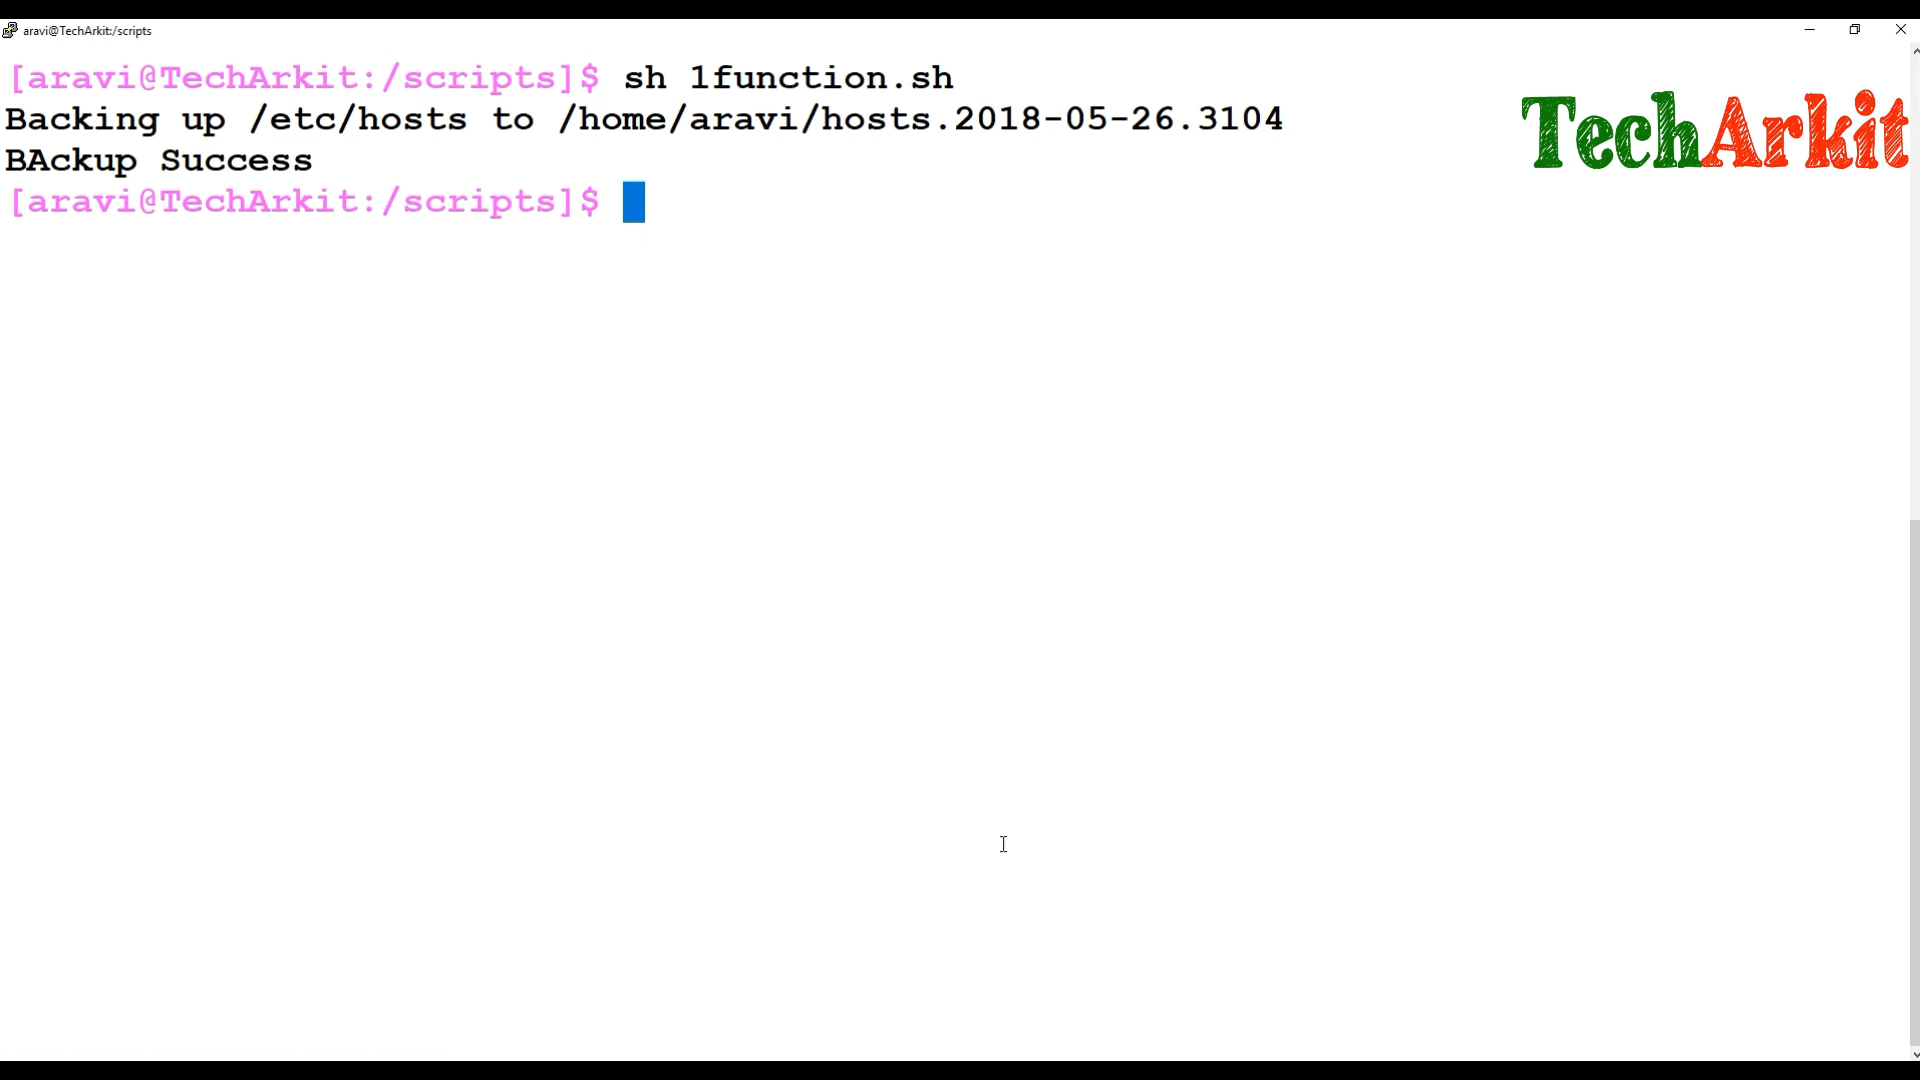 aravi@TechArkit:/scripts
[aravi@TechArkit:/scripts]$ sh 1function.sh
Backing up /etc/hosts to /home/aravi/hosts.2018-05-26.3104
BAckup Success
[aravi@TechArkit:/scripts]$
TechArkit